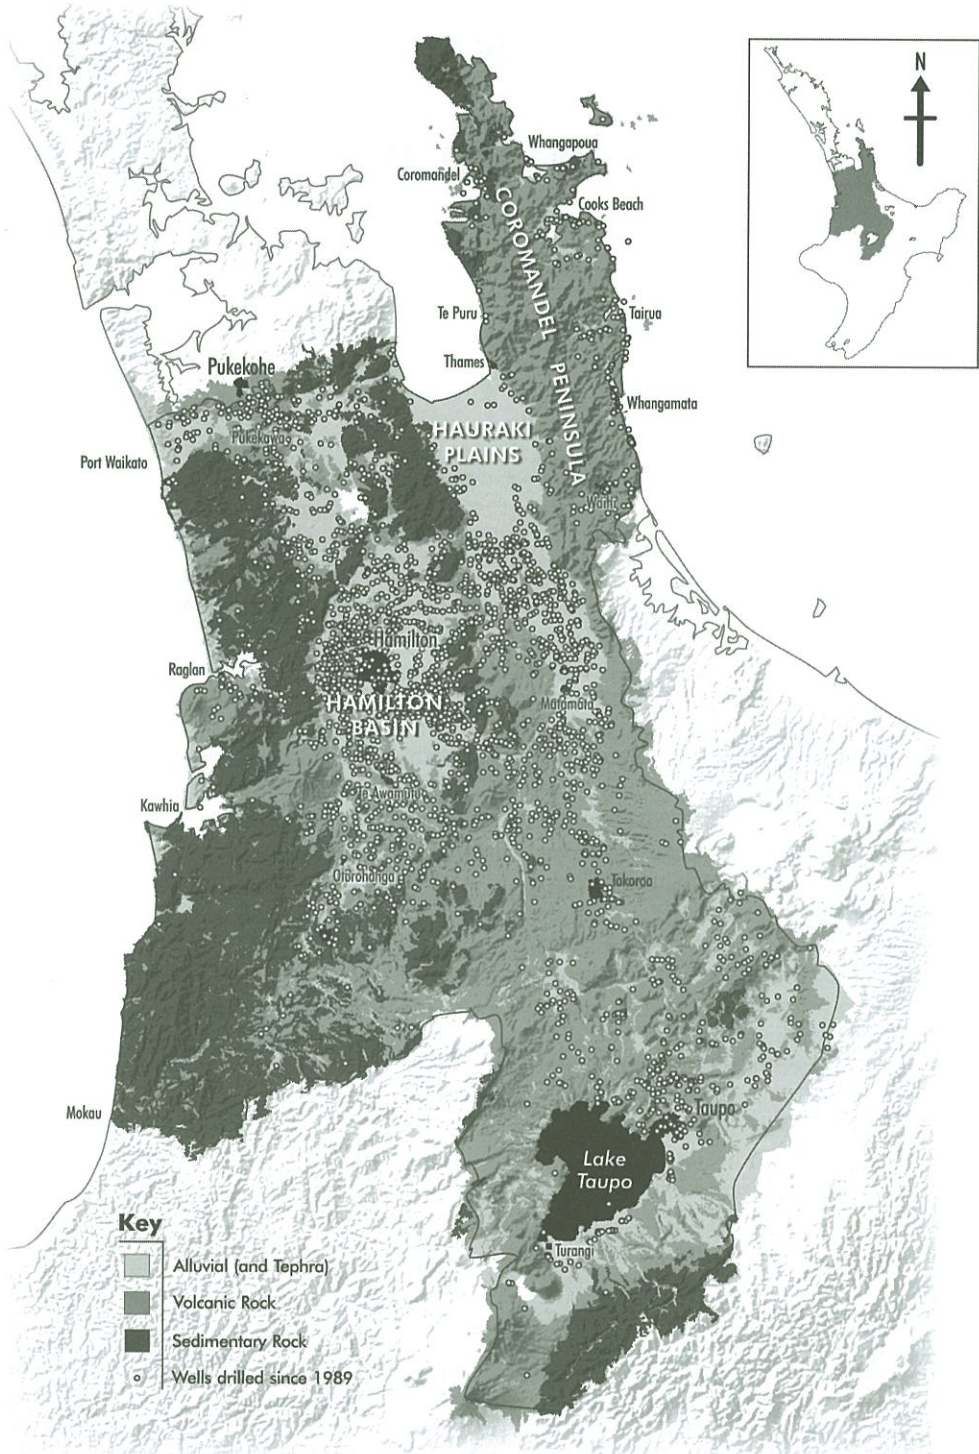 N
Whangapoua
Coromandel
Cooks Beach
COROMANDEL
PENINSULA
Te Puru
Tairua
Thames
Pukekohe
Whangamata
HAURAKI
PLAINS
Pukekawa
Port Waikato
Waihi
Hamilton
Raglan
HAMILTON
BASIN
Matamata
Te Awamutu
Kawhia
Otorohanga
Tokoroa
Taupo
Mokau
Lake
Taupo
Turangi
Key
Alluvial (and Tephra)
Volcanic Rock
Sedimentary Rock
Wells drilled since 1989